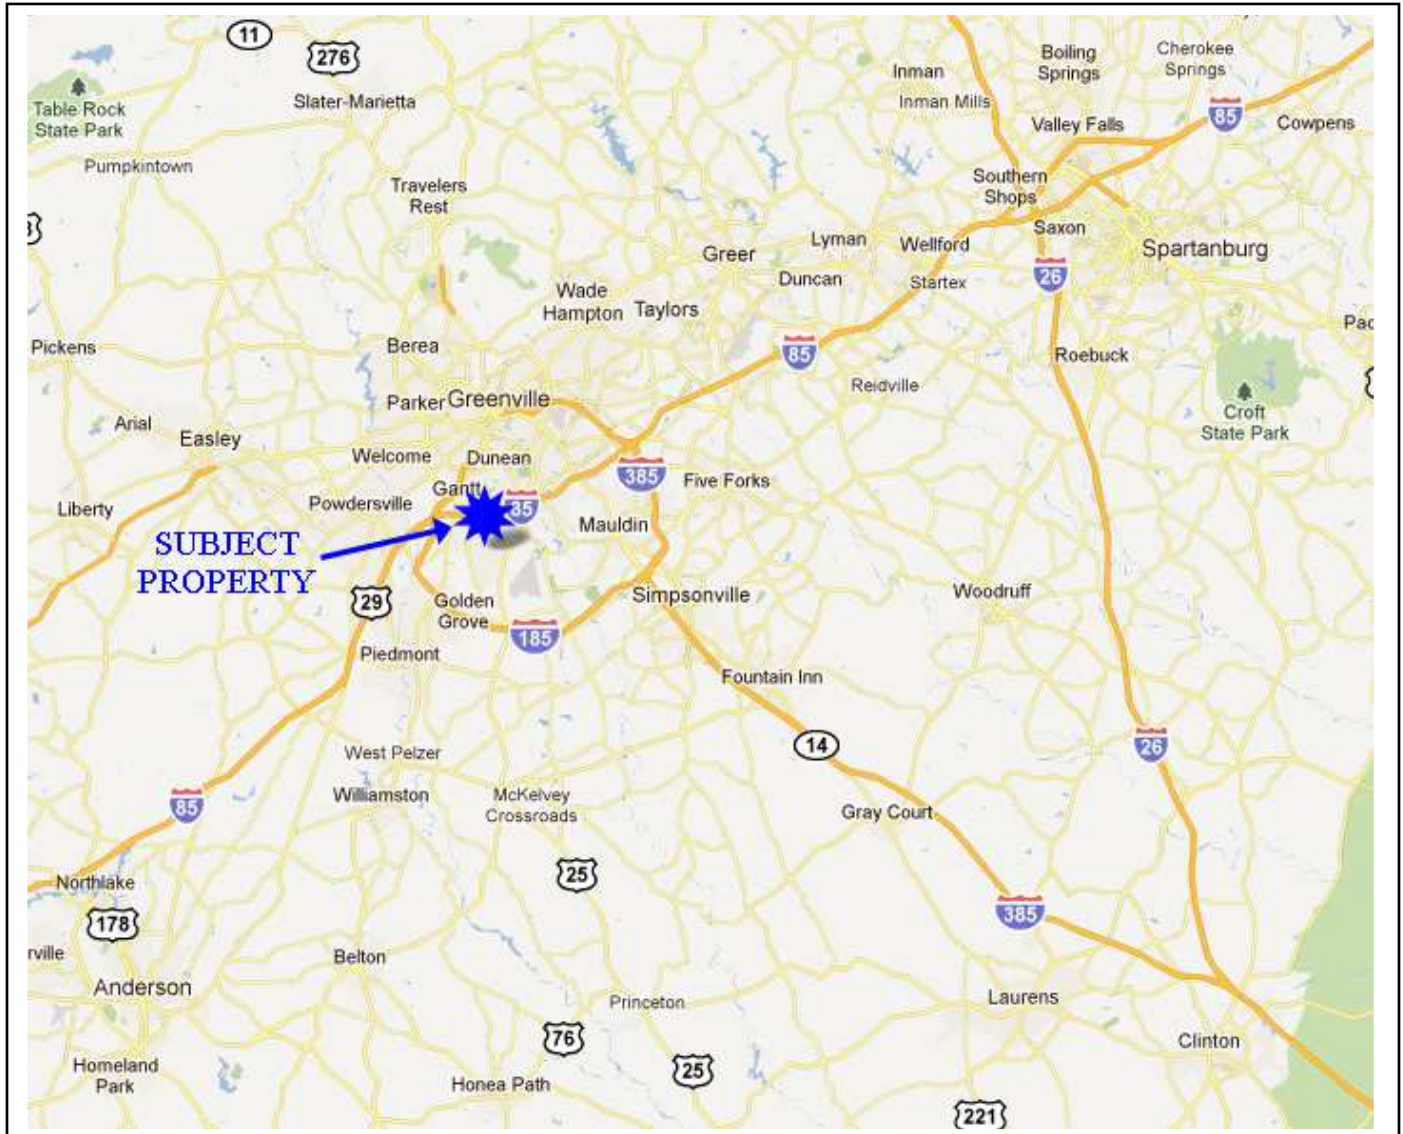 11
276
Boiling
Springs
Cherokee
Springs
Inman
Slater-Marietta
Inman Mills
Table Rock
State Park
85
Cowpens
Valley Falls
Pumpkintown
Travelers
Rest
Southern
Shops
Saxon
Lyman
Wellford
Spartanburg
Greer
26
Duncan
Startex
Wade
Hampton
Taylors
Pac
Pickens
Berea
85
Roebuck
Reidville
Parker
Greenville
Croft
State Park
Arial
Easley
Welcome
Dunean
385
Five Forks
Gantt
Powdersville
85
Liberty
Mauldin
SUBJECT
PROPERTY
29
Golden
Grove
Simpsonville
Woodruff
185
Piedmont
Fountain Inn
14
26
West Pelzer
Williamston
McKelvey
Crossroads
85
Gray Court
25
Northlake
385
178
rville
Belton
Anderson
Princeton
Laurens
76
Clinton
Homeland
Park
25
Honea Path
221